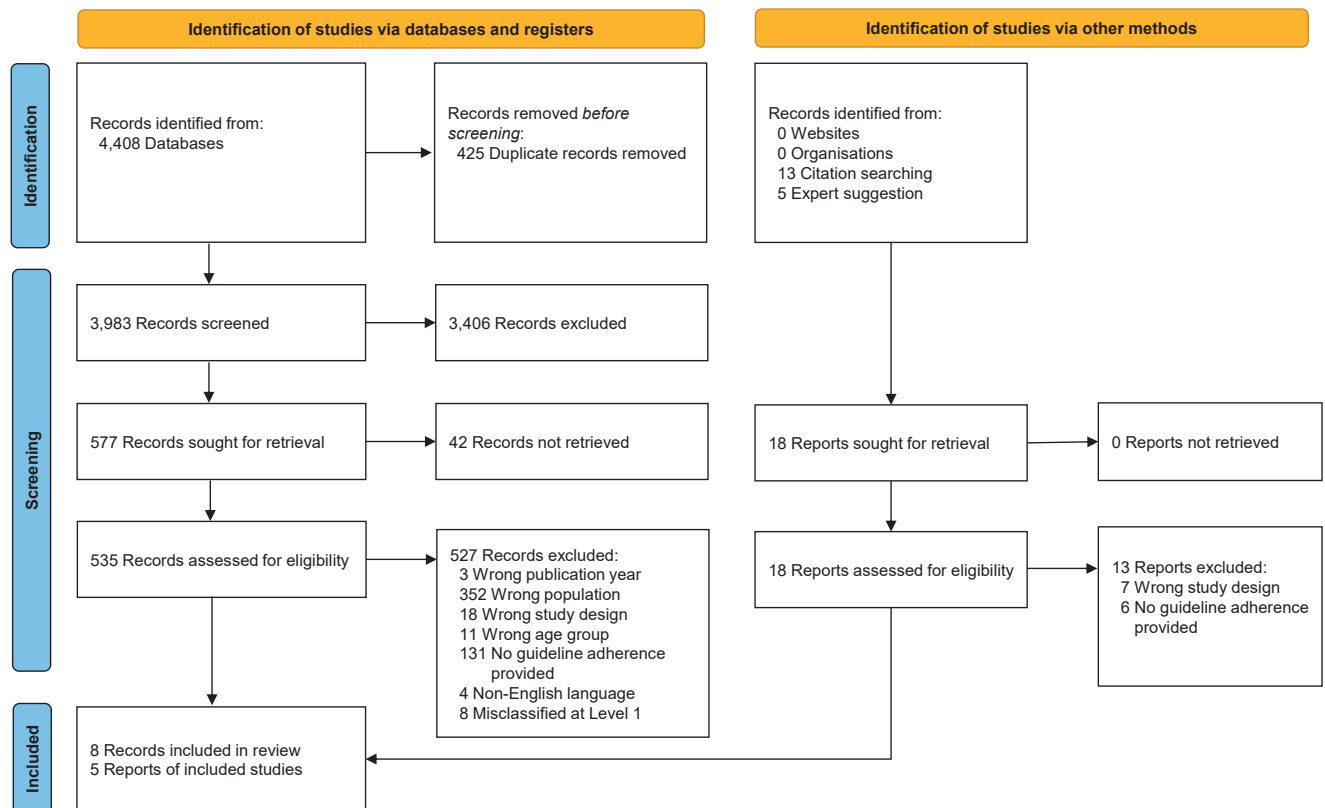 Identification of studies via databases and registers
Identification of studies via other methods
Identification
Records identified from:
4,408 Databases
Records removed before
screening:
425 Duplicate records removed
Records identified from:
0 Websites
0 Organisations
13 Citation searching
5 Expert suggestion
Screening
3,983 Records screened
3,406 Records excluded
577 Records sought for retrieval
42 Records not retrieved
18 Reports sought for retrieval
0 Reports not retrieved
535 Records assessed for eligibility
527 Records excluded:
3 Wrong publication year
352 Wrong population
18 Wrong study design
11 Wrong age group
131 No guideline adherence
provided
4 Non-English language
8 Misclassified at Level 1
18 Reports assessed for eligibility
13 Reports excluded:
7 Wrong study design
6 No guideline adherence
provided
Included
8 Records included in review
5 Reports of included studies